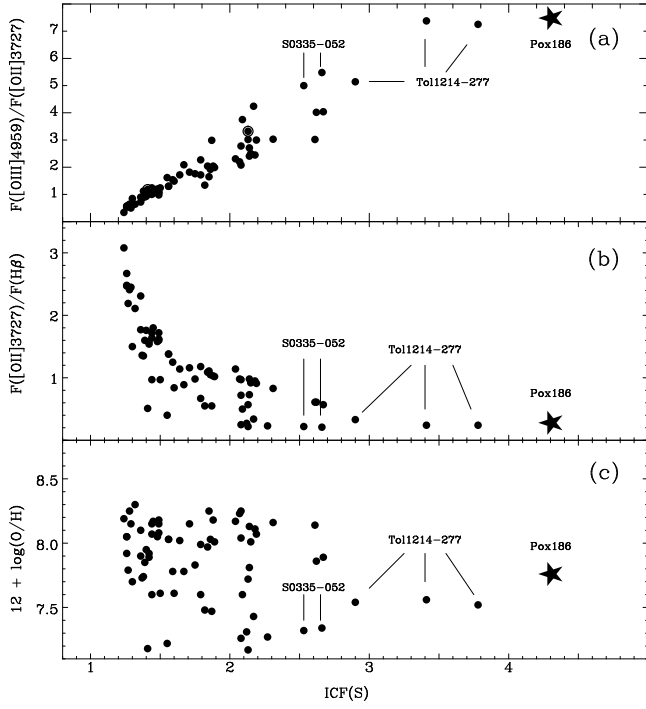 F([OIII]4959)/F([OII]3727)
7
6
5
4
3
2
1
S0335-052
Tol1214-277
Pox186
(a)
F([OII]3727)/F(Hβ)
3
2
1
S0335-052
Tol1214-277
Pox186
(b)
12 + log(O/H)
8.5
8.0
7.5
S0335-052
Tol1214-277
Pox186
(c)
1 2 3 4
ICF(S)